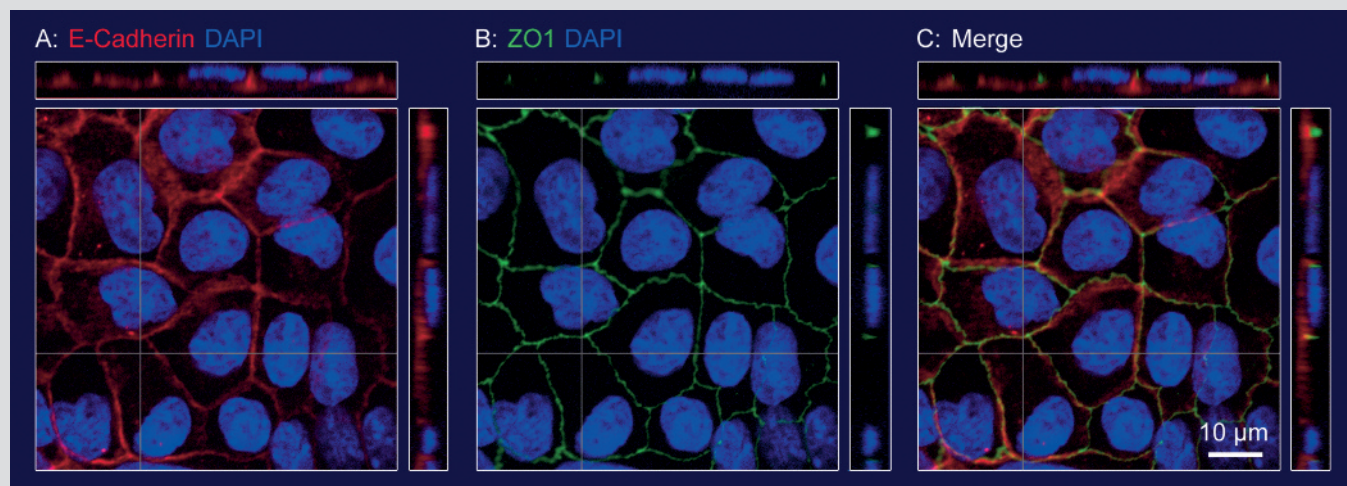 A: E-Cadherin DAPI
B: ZO1 DAPI
C: Merge
10 µm